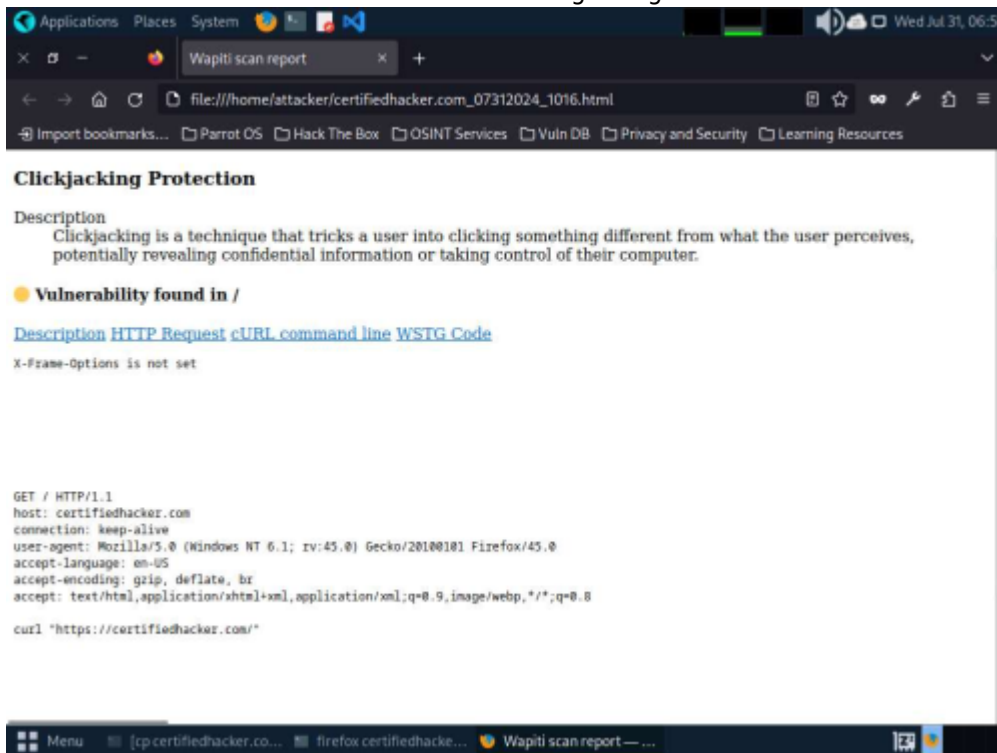 Applications Places System Wed Jul 31, 06:5
Wapiti scan report
file:///home/attacker/certifiedhacker.com_07312024_1016.html
Import bookmarks... Parrot OS Hack The Box OSINT Services Vuln DB Privacy and Security Learning Resources
Clickjacking Protection
Description
Clickjacking is a technique that tricks a user into clicking something different from what the user perceives,
potentially revealing confidential information or taking control of their computer.
Vulnerability found in /
Description HTTP Request cURL command line WSTG Code
X-Frame-Options is not set
GET / HTTP/1.1
host: certifiedhacker.com
connection: keep-alive
user-agent: Mozilla/5.0 (Windows NT 6.1; rv:45.0) Gecko/20100101 Firefox/45.0
accept-language: en-US
accept-encoding: gzip, deflate, br
accept: text/html,application/xhtml+xml,application/xml;q=0.9,image/webp,*/*;q=0.8
curl "https://certifiedhacker.com/"
Menu [cp certifiedhacker.co... firefox certifiedhacke... Wapiti scan report — ...